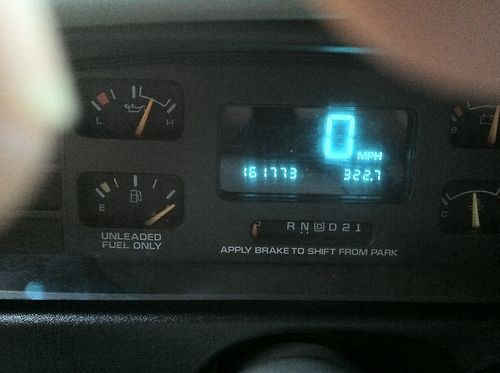 L H
0 MPH
161773 322.7
E
UNLEADED
FUEL ONLY
R N D D 2 1
APPLY BRAKE TO SHIFT FROM PARK
C